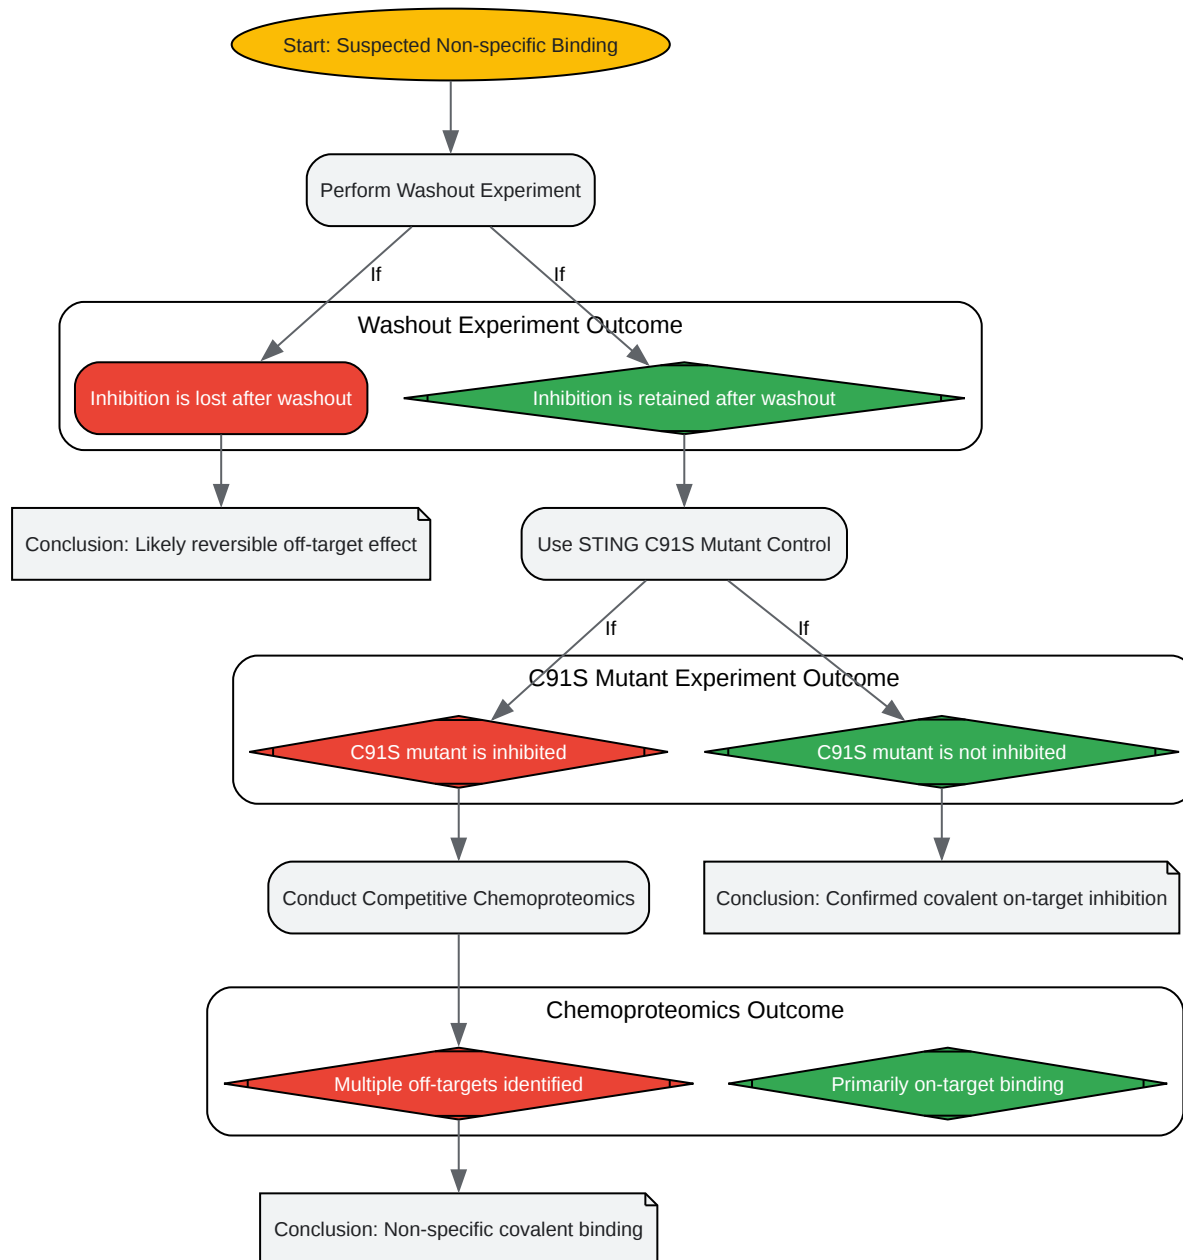 Start: Suspected Non-specific Binding
Perform Washout Experiment
If
If
Washout Experiment Outcome
Inhibition is lost after washout
Inhibition is retained after washout
Conclusion: Likely reversible off-target effect
Use STING C91S Mutant Control
If
If
C91S Mutant Experiment Outcome
C91S mutant is inhibited
C91S mutant is not inhibited
Conduct Competitive Chemoproteomics
Conclusion: Confirmed covalent on-target inhibition
Chemoproteomics Outcome
Multiple off-targets identified
Primarily on-target binding
Conclusion: Non-specific covalent binding